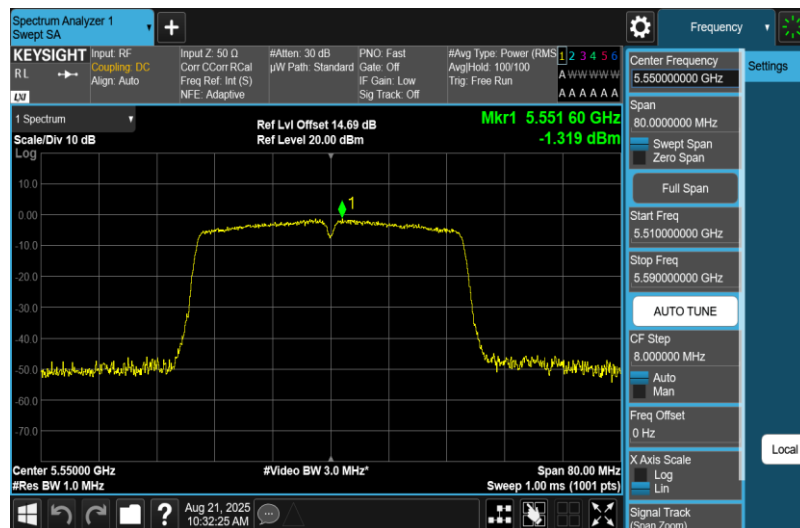 Spectrum Analyzer 1
Swept SA
+
Frequency
KEYSIGHT
RL
LXI
Input: RF
Coupling: DC
Align: Auto
Input Z: 50 Ω
Corr CCorr RCal
Freq Ref: Int (S)
NFE: Adaptive
#Atten: 30 dB
µW Path: Standard
PNO: Fast
Gate: Off
IF Gain: Low
Sig Track: Off
#Avg Type: Power (RMS
Avg|Hold: 100/100
Trig: Free Run
1 2 3 4 5 6
A W W W W W
A A A A A A
1 Spectrum
Scale/Div 10 dB
Log
Ref Lvl Offset 14.69 dB
Ref Level 20.00 dBm
Mkr1 5.551 60 GHz
-1.319 dBm
10.0
0.00
-10.0
-20.0
-30.0
-40.0
-50.0
-60.0
-70.0
1
Center 5.55000 GHz
#Res BW 1.0 MHz
#Video BW 3.0 MHz*
Span 80.00 MHz
Sweep 1.00 ms (1001 pts)
Aug 21, 2025
10:32:25 AM
?
Center Frequency
5.550000000 GHz
Span
80.0000000 MHz
Swept Span
Zero Span
Full Span
Start Freq
5.510000000 GHz
Stop Freq
5.590000000 GHz
AUTO TUNE
CF Step
8.000000 MHz
Auto
Man
Freq Offset
0 Hz
X Axis Scale
Log
Lin
Signal Track
(Span Zoom)
Settings
Local